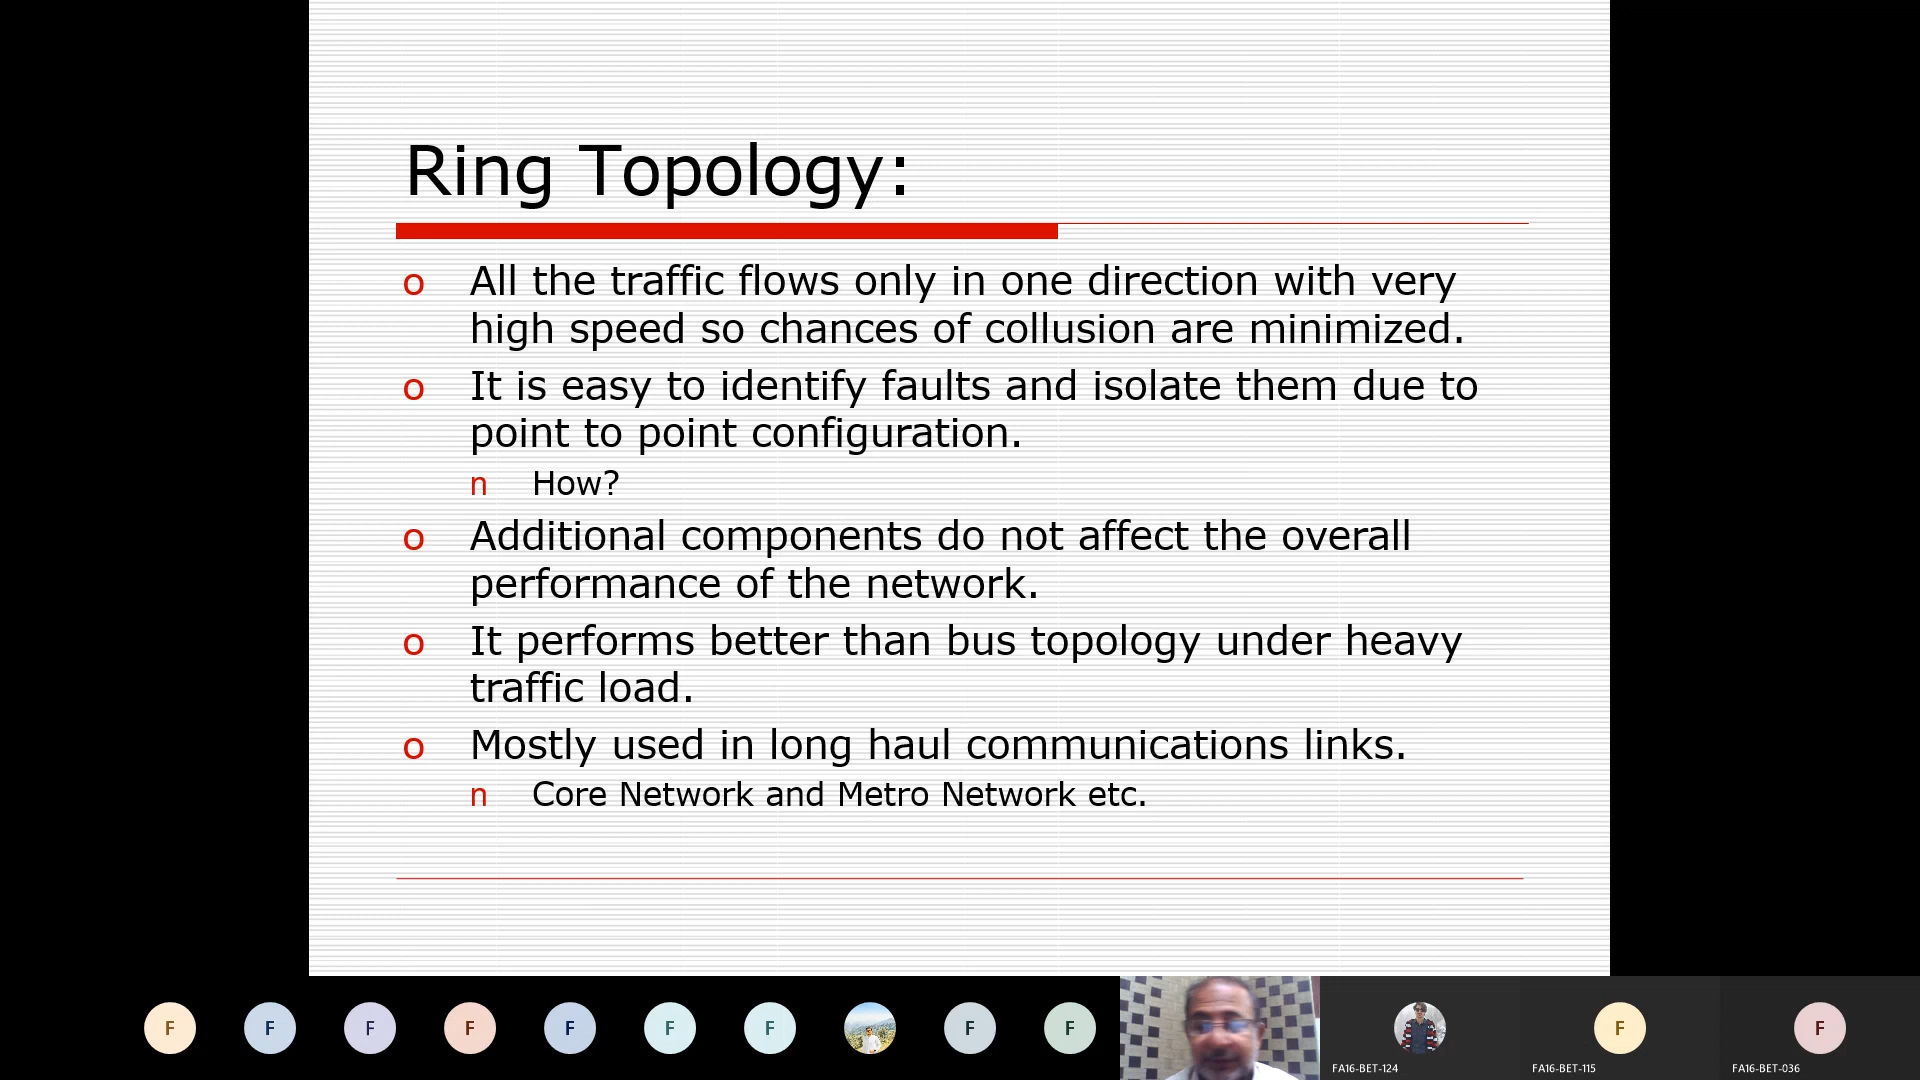 Ring Topology:
o All the traffic flows only in one direction with very
high speed so chances of collusion are minimized.
o It is easy to identify faults and isolate them due to
point to point configuration.
n How?
o Additional components do not affect the overall
performance of the network.
o It performs better than bus topology under heavy
traffic load.
o Mostly used in long haul communications links.
n Core Network and Metro Network etc.
F F F F F F F F F F F
FA16-BET-124 FA16-BET-115 FA16-BET-036